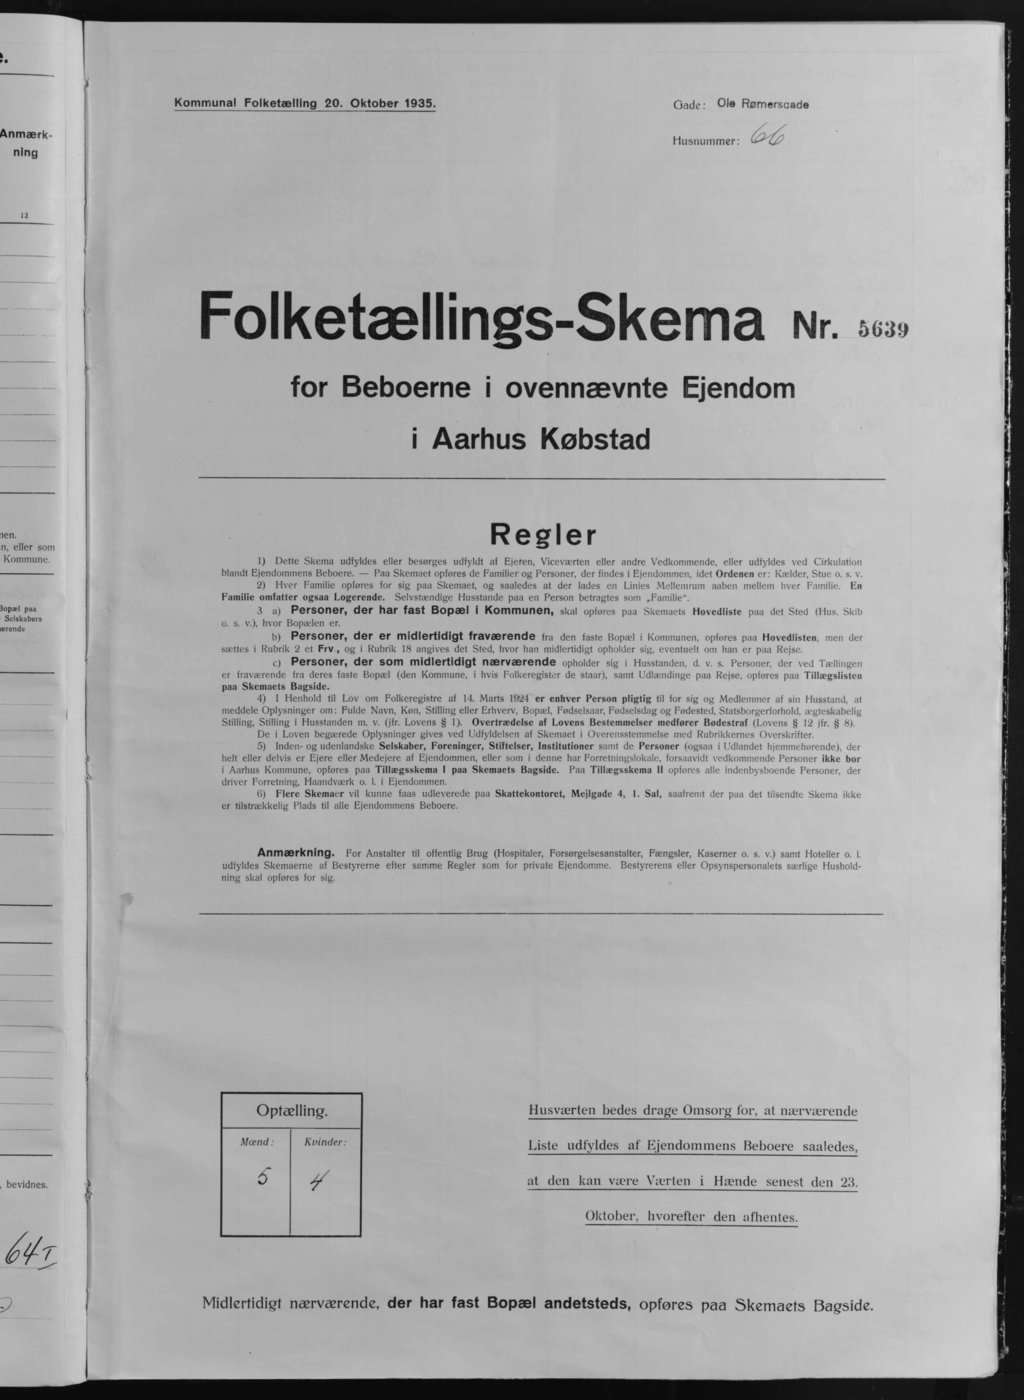 Anmærk-
ning
12
n, eller som
Kommune.
Bopæl paa
Selskabers
ærende
, bevidnes.
64 I
Kommunal Folketælling 20. Oktober 1935.
Gade: Ole Rømersgade
Husnummer: 66
Folketællings-Skema Nr. 5639
for Beboerne i ovennævnte Ejendom
i Aarhus Købstad
Regler
1) Dette Skema udfyldes eller besørges udfyldt af Ejeren, Viceværten eller andre Vedkommende, eller udfyldes ved Cirkulation
blandt Ejendommens Beboere. — Paa Skemaet opføres de Familier og Personer, der findes i Ejendommen, idet Ordenen er: Kælder, Stue o. s. v.
2) Hver Familie opføres for sig paa Skemaet, og saaledes at der lades en Linies Mellemrum aaben mellem hver Familie. En
Familie omfatter ogsaa Logerende. Selvstændige Husstande paa en Person betragtes som „Familie“.
3 a) Personer, der har fast Bopæl i Kommunen, skal opføres paa Skemaets Hovedliste paa det Sted (Hus, Skib
o. s. v.), hvor Bopælen er.
b) Personer, der er midlertidigt fraværende fra den faste Bopæl i Kommunen, opføres paa Hovedlisten, men der
sættes i Rubrik 2 et Frv., og i Rubrik 18 angives det Sted, hvor han midlertidigt opholder sig, eventuelt om han er paa Rejse.
c) Personer, der som midlertidigt nærværende opholder sig i Husstanden, d. v. s. Personer, der ved Tællingen
er fraværende fra deres faste Bopæl (den Kommune, i hvis Folkeregister de staar), samt Udlændinge paa Rejse, opføres paa Tillægslisten
paa Skemaets Bagside.
4) I Henhold til Lov om Folkeregistre af 14. Marts 1924 er enhver Person pligtig til for sig og Medlemmer af sin Husstand, at
meddele Oplysninger om: Fulde Navn, Køn, Stilling eller Erhverv, Bopæl, Fødselsaar, Fødselsdag og Fødested, Statsborgerforhold, ægteskabelig
Stilling, Stilling i Husstanden m. v. (jfr. Lovens § 1). Overtrædelse af Lovens Bestemmelser medfører Bødestraf (Lovens § 12 jfr. § 8).
De i Loven begærede Oplysninger gives ved Udfyldelsen af Skemaet i Overensstemmelse med Rubrikkernes Overskrifter.
5) Inden- og udenlandske Selskaber, Foreninger, Stiftelser, Institutioner samt de Personer (ogsaa i Udlandet hjemmehørende), der
helt eller delvis er Ejere eller Medejere af Ejendommen, eller som i denne har Forretningslokale, forsaavidt vedkommende Personer ikke bor
i Aarhus Kommune, opføres paa Tillægsskema I paa Skemaets Bagside. Paa Tillægsskema II opføres alle indenbysboende Personer, der
driver Forretning, Haandværk o. l. i Ejendommen.
6) Flere Skemaer vil kunne faas udleverede paa Skattekontoret, Mejlgade 4, 1. Sal, saafremt der paa det tilsendte Skema ikke
er tilstrækkelig Plads til alle Ejendommens Beboere.
Anmærkning. For Anstalter til offentlig Brug (Hospitaler, Forsørgelsesanstalter, Fængsler, Kaserner o. s. v.) samt Hoteller o. l.
udfyldes Skemaerne af Bestyrerne efter samme Regler som for private Ejendomme. Bestyrerens eller Opsynspersonalets særlige Hushold-
ning skal opføres for sig.
Optælling.
Mænd: Kvinder:
5 4
Husværten bedes drage Omsorg for, at nærværende
Liste udfyldes af Ejendommens Beboere saaledes,
at den kan være Værten i Hænde senest den 23.
Oktober, hvorefter den afhentes.
Midlertidigt nærværende, der har fast Bopæl andetsteds, opføres paa Skemaets Bagside.